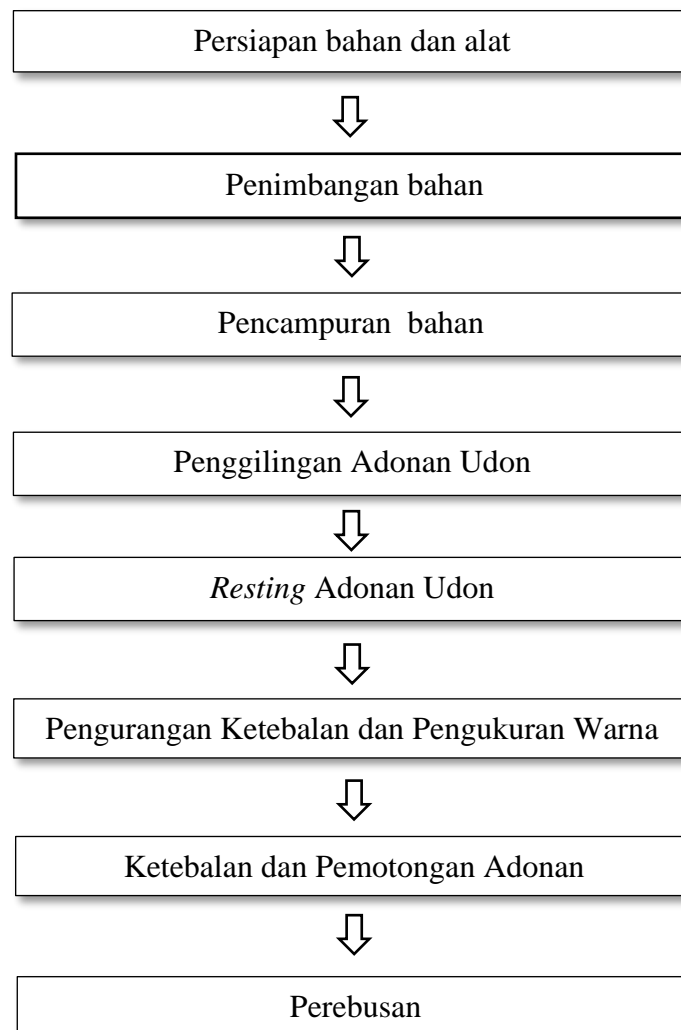 Persiapan bahan dan alat
Penimbangan bahan
Pencampuran bahan
Penggilingan Adonan Udon
Resting Adonan Udon
Pengurangan Ketebalan dan Pengukuran Warna
Ketebalan dan Pemotongan Adonan
Perebusan